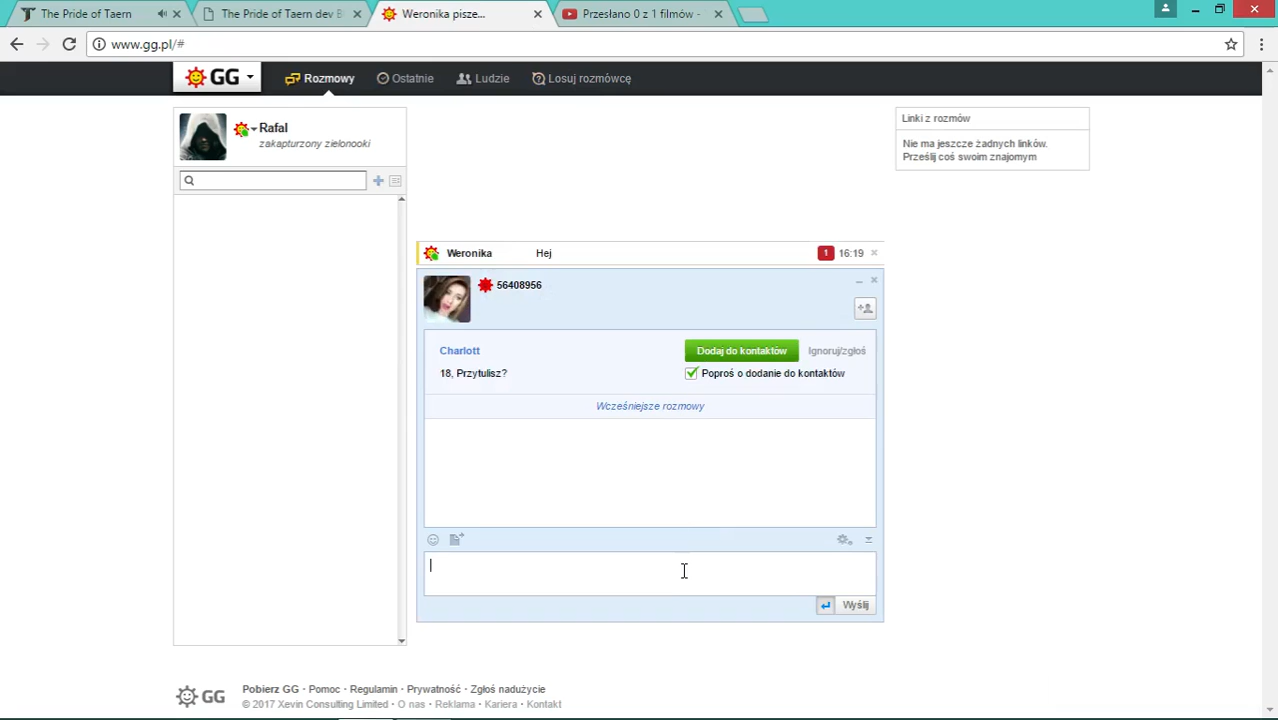 The Pride of Taern
The Pride of Taern dev B
Weronika pisze...
Przesłano 0 z 1 filmów -
www.gg.pl/#
GG
Rozmowy
Ostatnie
Ludzie
Losuj rozmówcę
Rafal
zakapturzony zielonooki
Linki z rozmów
Nie ma jeszcze żadnych linków.
Prześlij coś swoim znajomym
Weronika
Hej
1
16:19
56408956
Charlott
Dodaj do kontaktów
Ignoruj/zgłoś
18, Przytulisz?
Poproś o dodanie do kontaktów
Wcześniejsze rozmowy
Wyślij
GG
Pobierz GG · Pomoc · Regulamin · Prywatność · Zgłoś nadużycie
© 2017 Xevin Consulting Limited · O nas · Reklama · Kariera · Kontakt